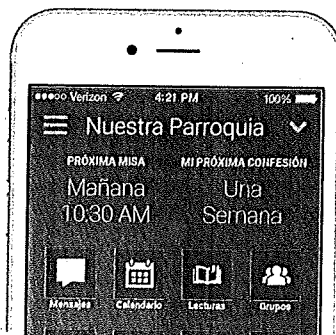 Verizon 4:21 PM 100%
Nuestra Parroquia
PRÓXIMA MISA
Mañana
10:30 AM
MI PRÓXIMA CONFESIÓN
Una
Semana
Mensajes Calendario Lecturas Grupos